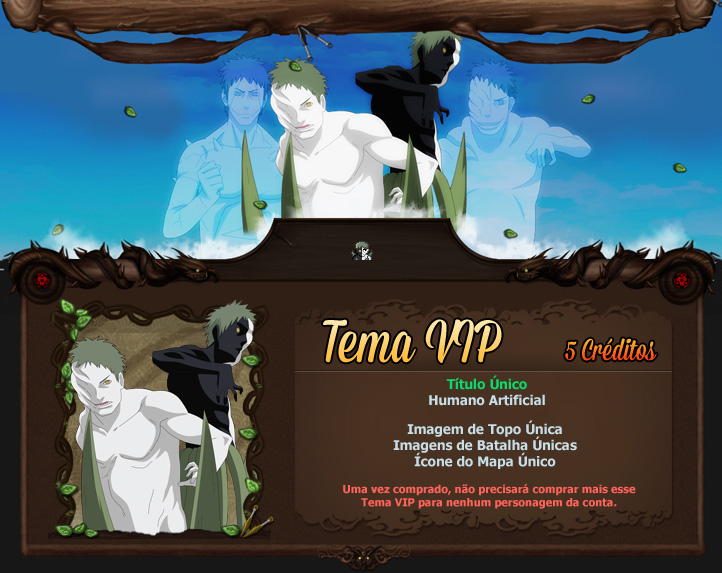 Tema VIP
5 Créditos
Título Único
Humano Artificial
Imagem de Topo Única
Imagens de Batalha Únicas
Ícone do Mapa Único
Uma vez comprado, não precisará comprar mais esse
Tema VIP para nenhum personagem da conta.